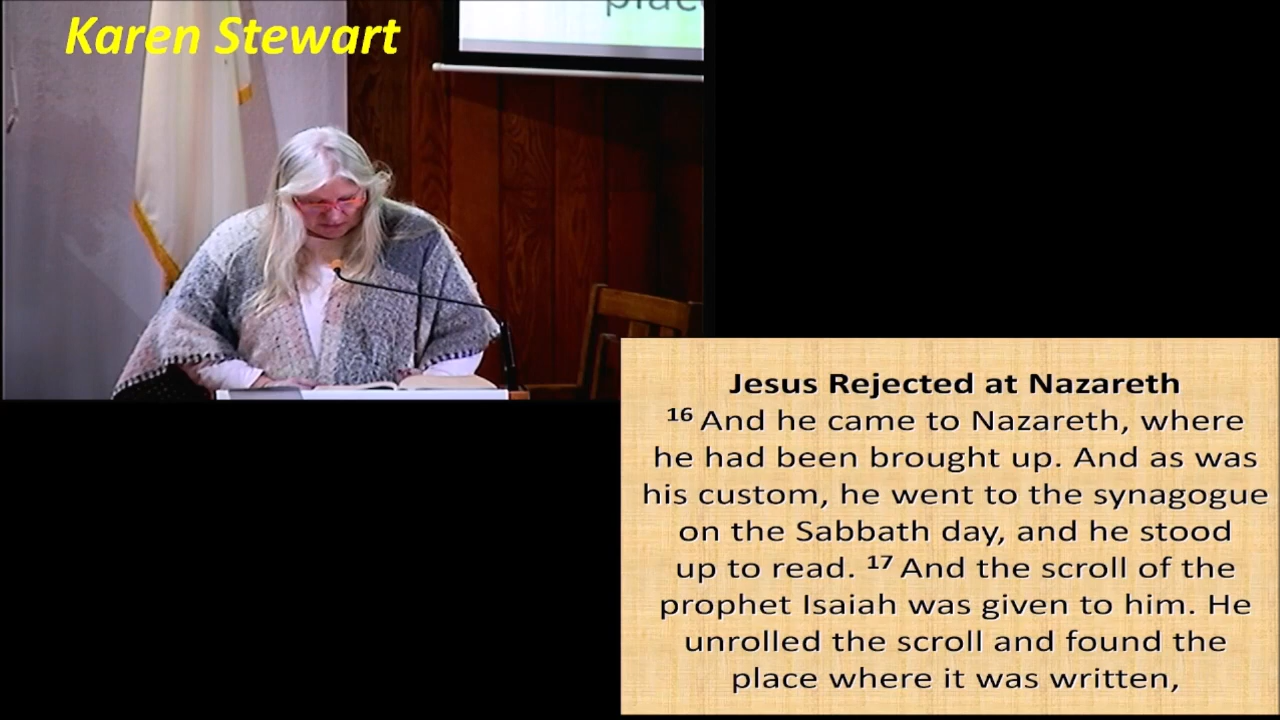 Karen Stewart
place
Jesus Rejected at Nazareth
16 And he came to Nazareth, where
he had been brought up. And as was
his custom, he went to the synagogue
on the Sabbath day, and he stood
up to read. 17 And the scroll of the
prophet Isaiah was given to him. He
unrolled the scroll and found the
place where it was written,